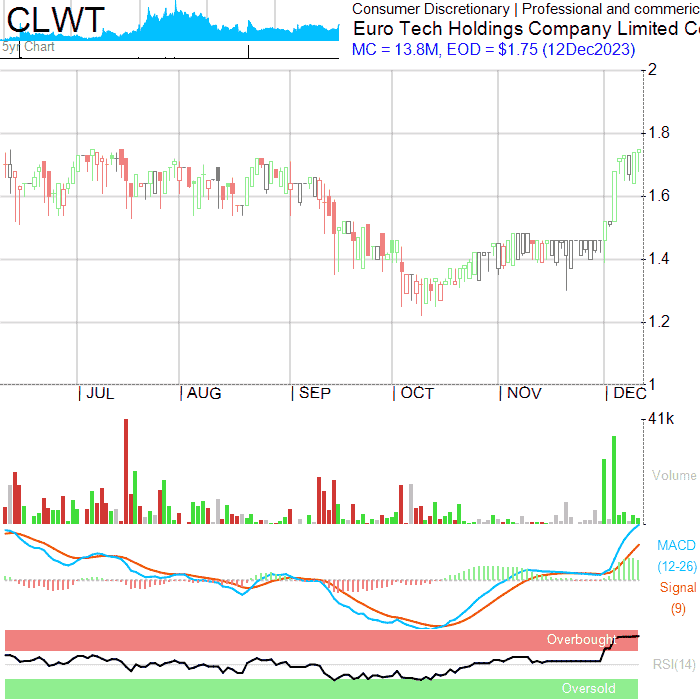 CLWT
5yr Chart
Consumer Discretionary | Professional and commeric
Euro Tech Holdings Company Limited Co
MC = 13.8M, EOD = $1.75 (12Dec2023)
2
1.8
1.6
1.4
1.2
1
JUL AUG SEP OCT NOV DEC
41k
Volume
MACD
(12-26)
Signal
(9)
Overbought
RSI(14)
Oversold